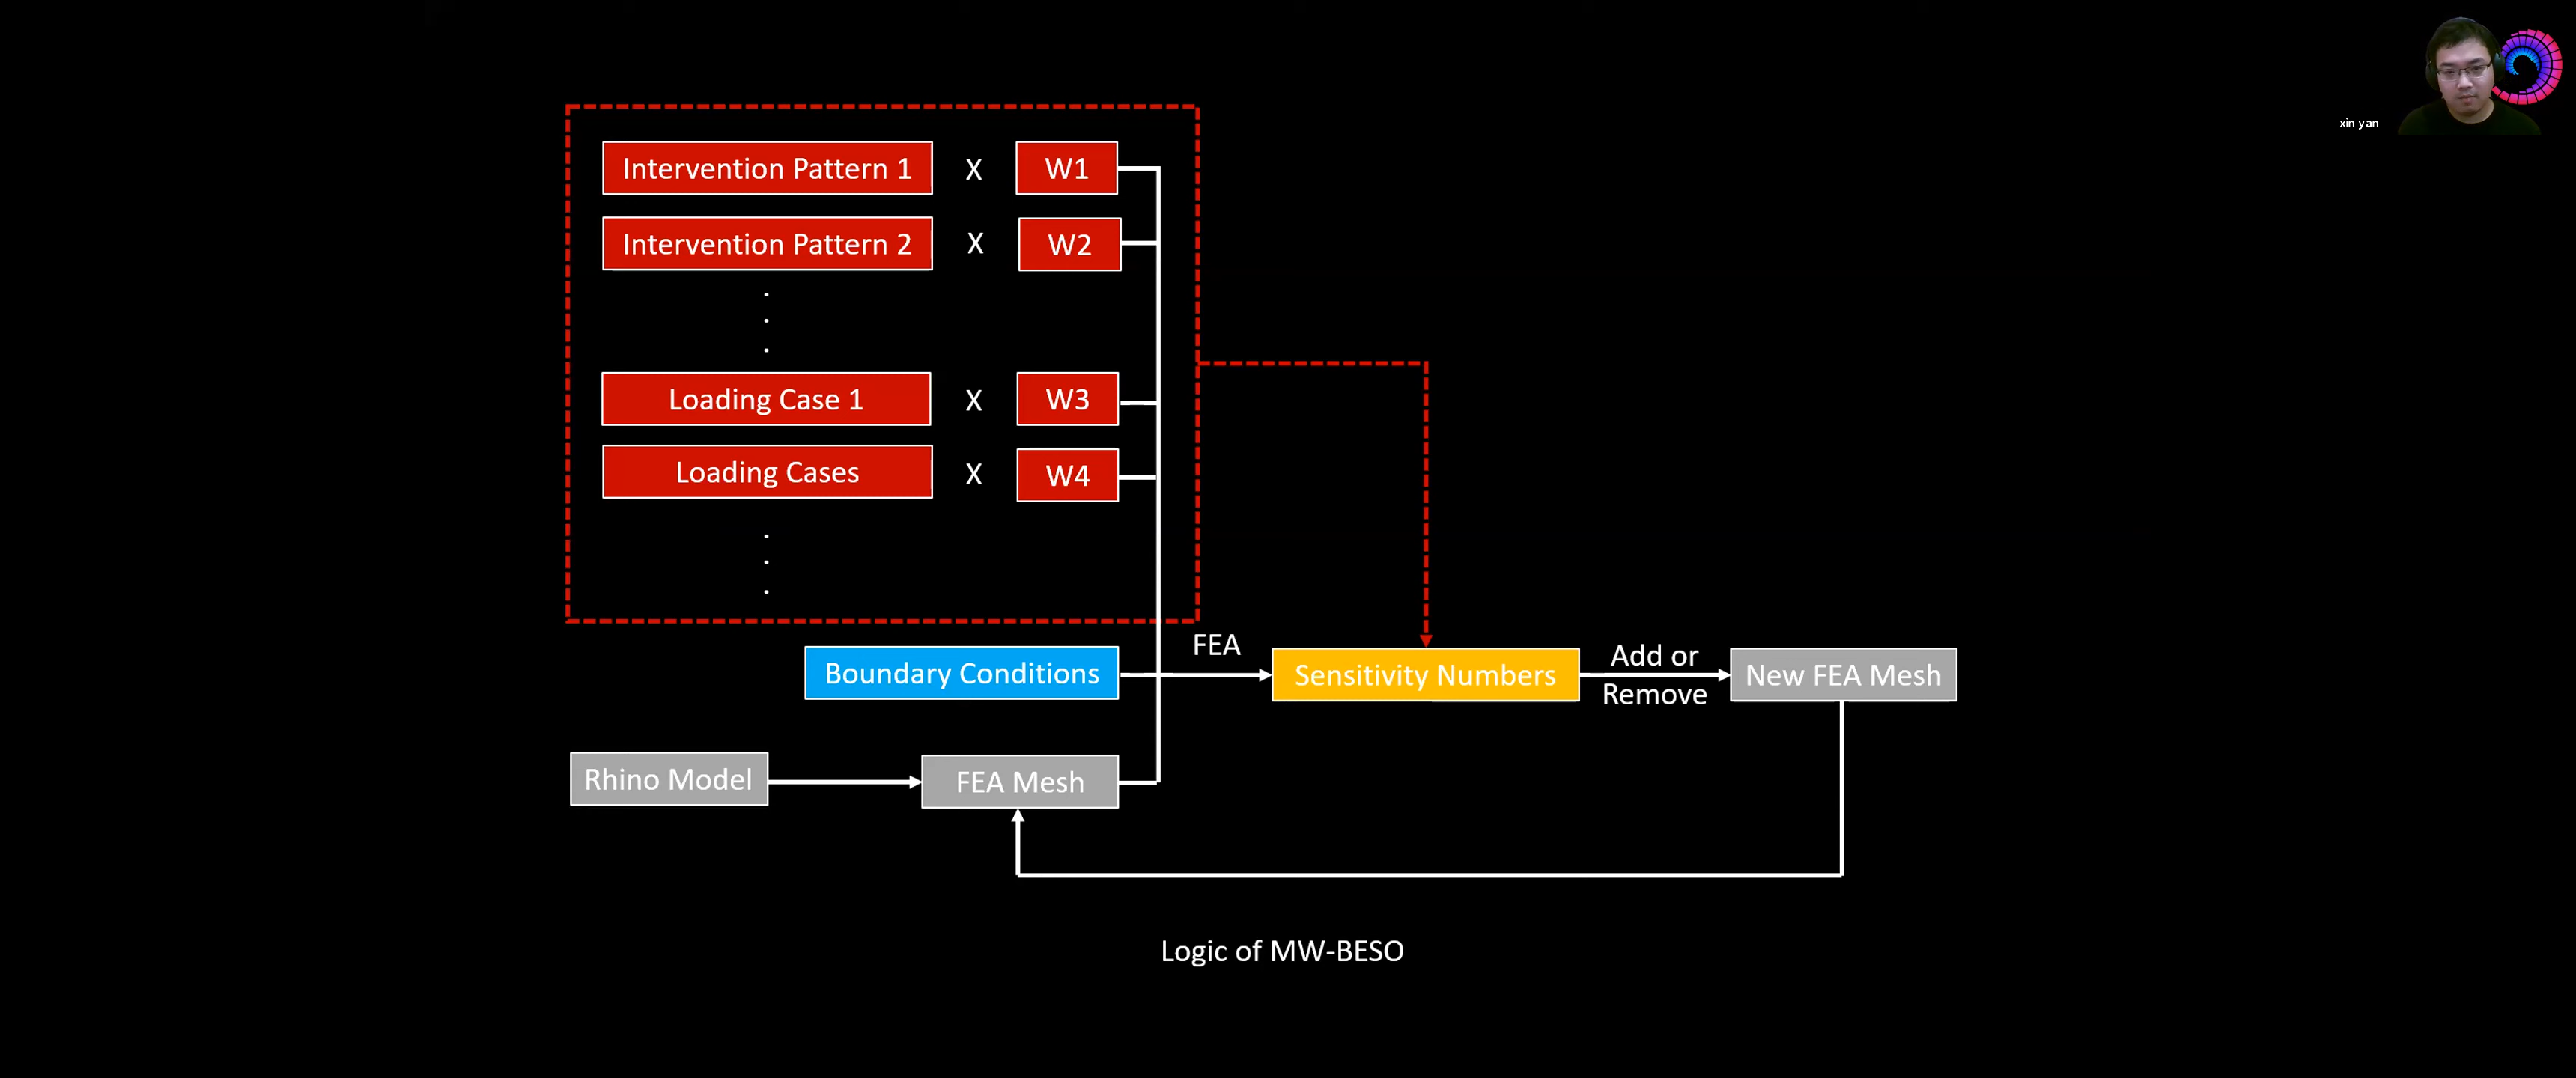 xin yan
Intervention Pattern 1 X W1
Intervention Pattern 2 X W2
.
.
.
Loading Case 1 X W3
Loading Cases X W4
.
.
.
Boundary Conditions
FEA
Sensitivity Numbers
Add or
Remove
New FEA Mesh
Rhino Model
FEA Mesh
Logic of MW-BESO